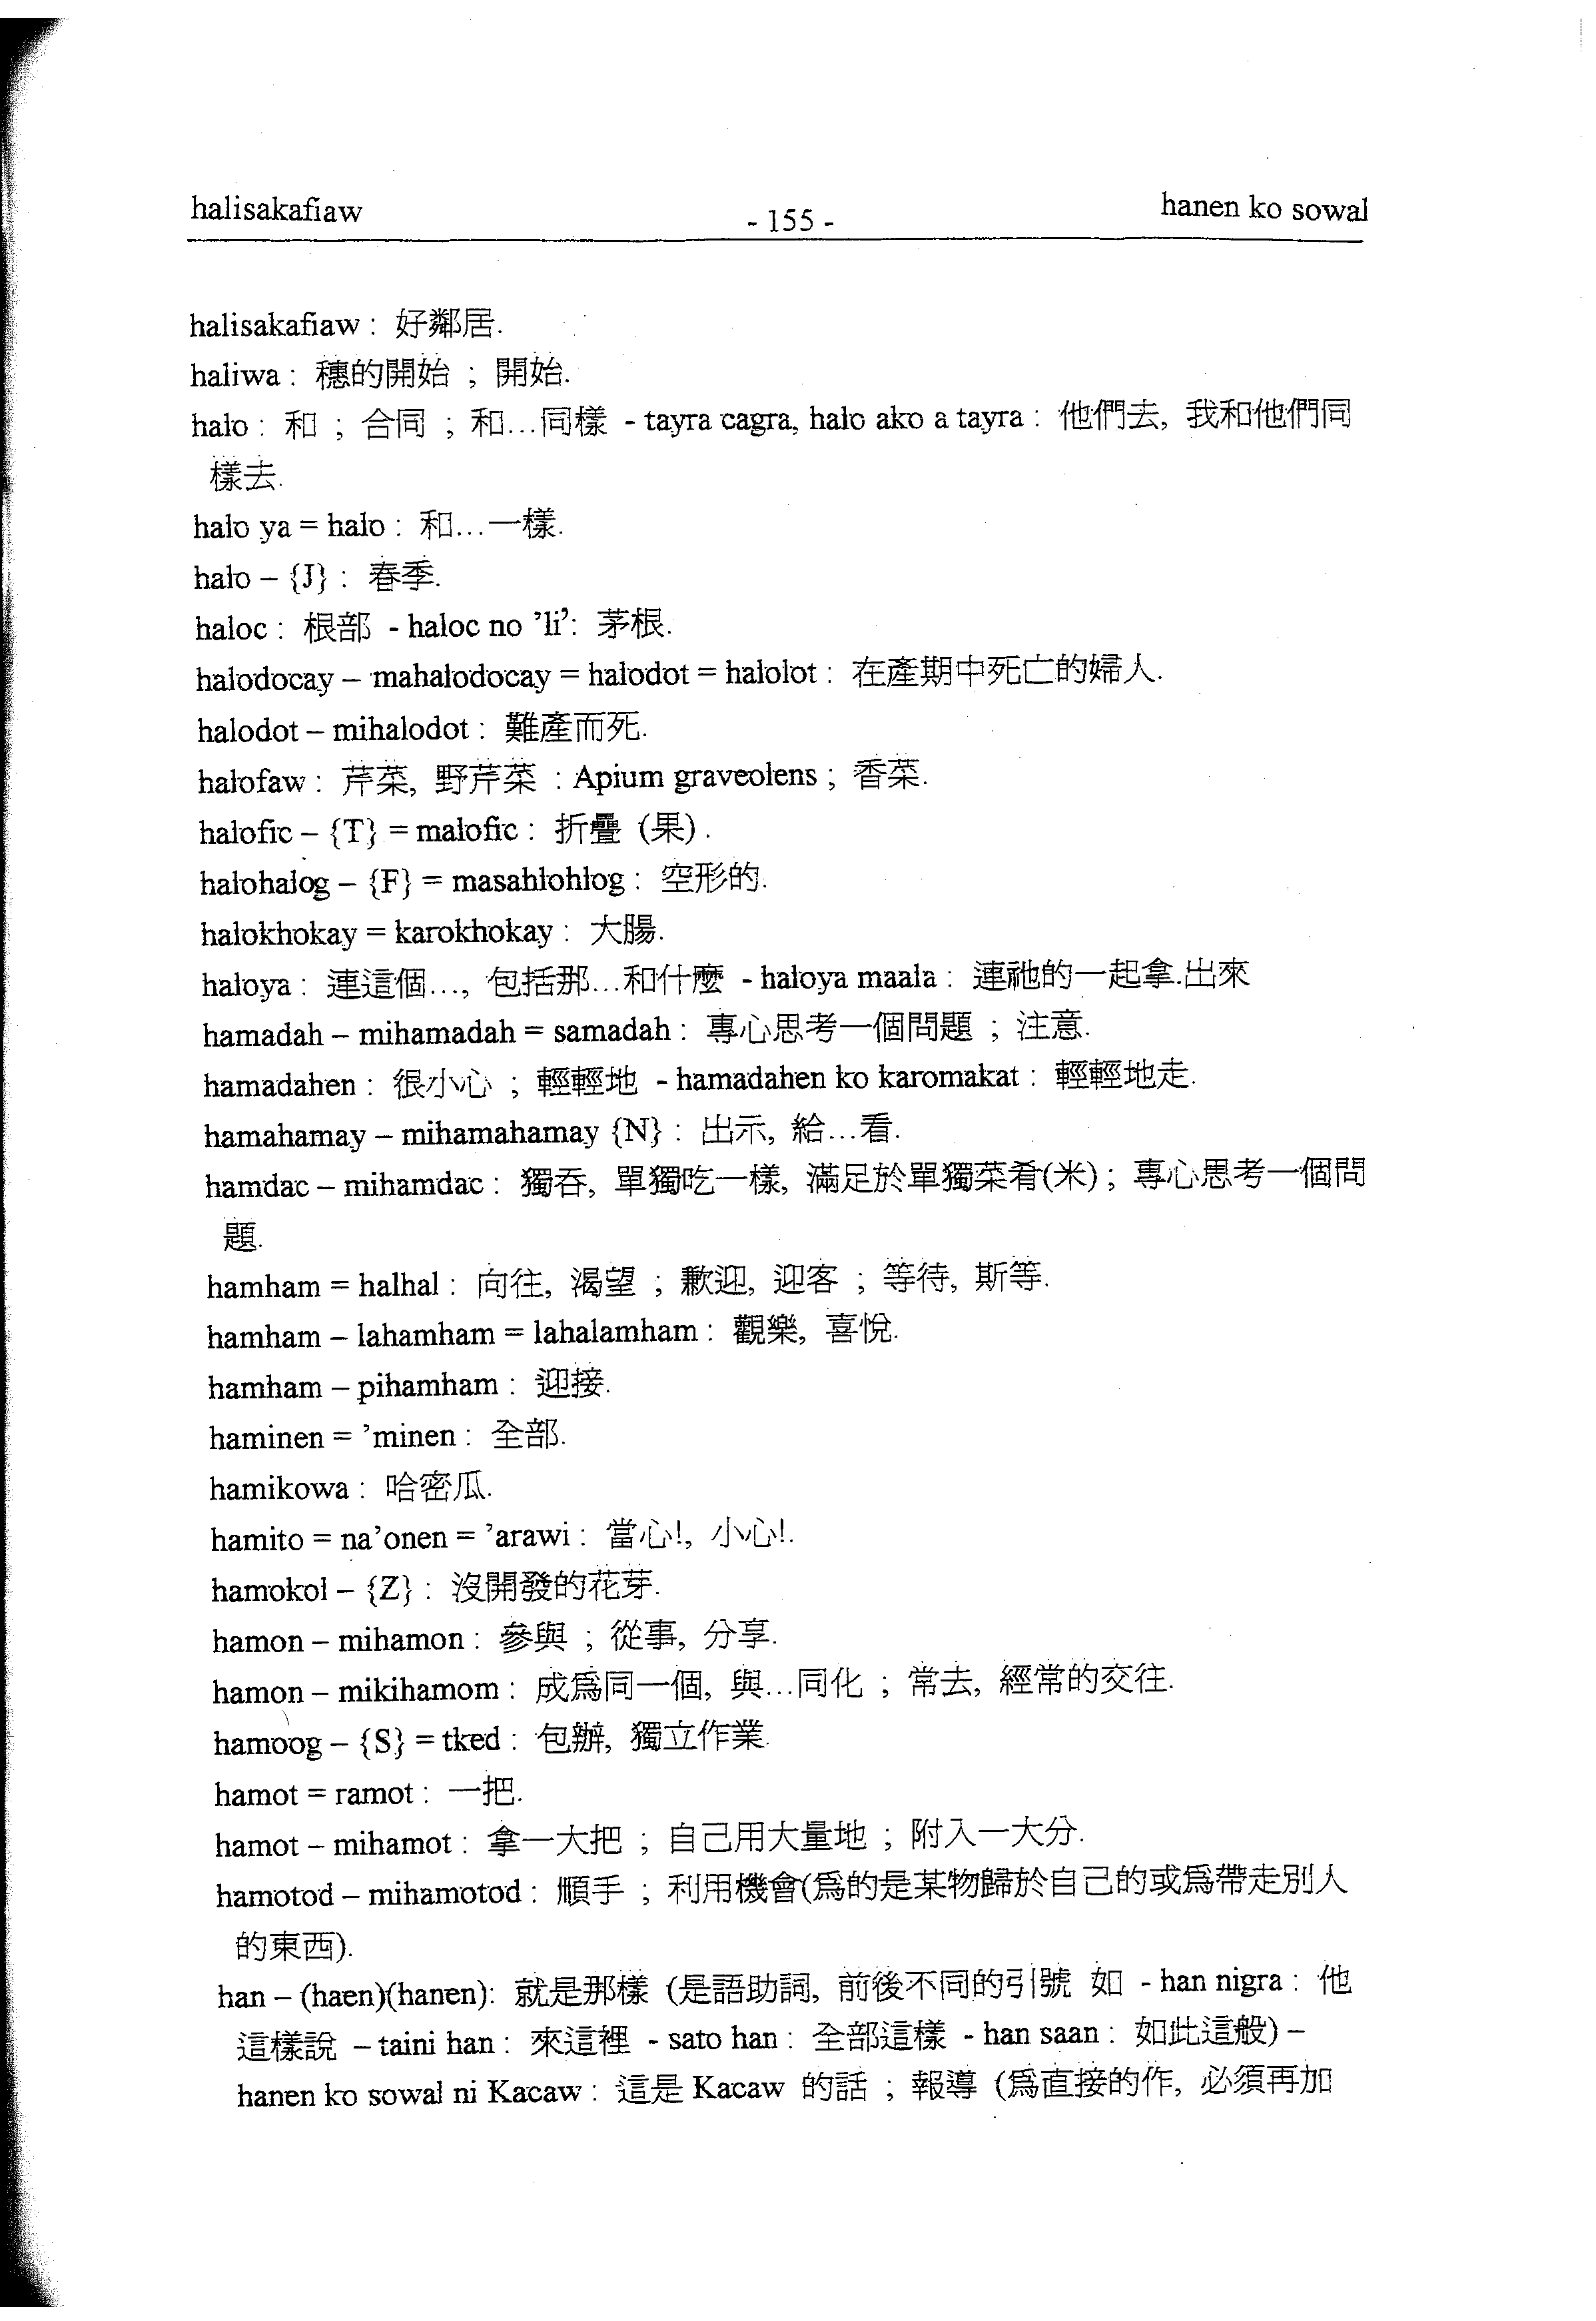 halisakafiaw
- 155 -
hanen ko sowal
halisakafiaw : 好鄰居.
haliwa : 穗的開始 ; 開始.
halo : 和 ; 合同 ; 和…同樣 - tayra cagra, halo ako a tayra : 他們去, 我和他們同
樣去.
halo ya = halo : 和…一樣.
halo – {J} : 春季.
haloc : 根部 - haloc no ’li’: 茅根.
halodocay – mahalodocay = halodot = halolot : 在產期中死亡的婦人.
halodot – mihalodot : 難產而死.
halofaw : 芹菜, 野芹菜 : Apium graveolens ; 香菜.
halofic – {T} = malofic : 折疊 (果) .
halohalog – {F} = masahlohlog : 空形的.
halokhokay = karokhokay : 大腸.
haloya : 連這個…, 包括那…和什麼 - haloya maala : 連祂的一起拿.出來
hamadah – mihamadah = samadah : 專心思考一個問題 ; 注意.
hamadahen : 很小心 ; 輕輕地 - hamadahen ko karomakat : 輕輕地走.
hamahamay – mihamahamay {N} : 出示, 給…看.
hamdac – mihamdac : 獨吞, 單獨吃一樣, 滿足於單獨菜肴(米) ; 專心思考一個問
題.
hamham = halhal : 向往, 渴望 ; 歉迎, 迎客 ; 等待, 斯等.
hamham – lahamham = lahalamham : 觀樂, 喜悅.
hamham – pihamham : 迎接.
haminen = ’minen : 全部.
hamikowa : 哈密瓜.
hamito = na’onen = ’arawi : 當心!, 小心!.
hamokol – {Z} : 沒開發的花芽.
hamon – mihamon : 參與 ; 從事, 分享.
hamon – mikihamom : 成為同一個, 與…同化 ; 常去, 經常的交往.
hamoog – {S} = tked : 包辦, 獨立作業.
hamot = ramot : 一把.
hamot – mihamot : 拿一大把 ; 自己用大量地 ; 附入一大分.
hamotod – mihamotod : 順手 ; 利用機會(為的是某物歸於自己的或為帶走別人
的東西).
han – (haen)(hanen): 就是那樣 (是語助詞, 前後不同的引號 如 - han nigra : 他
這樣說 – taini han : 來這裡 - sato han : 全部這樣 - han saan : 如此這般) –
hanen ko sowal ni Kacaw : 這是 Kacaw 的話 ; 報導 (為直接的作, 必須再加